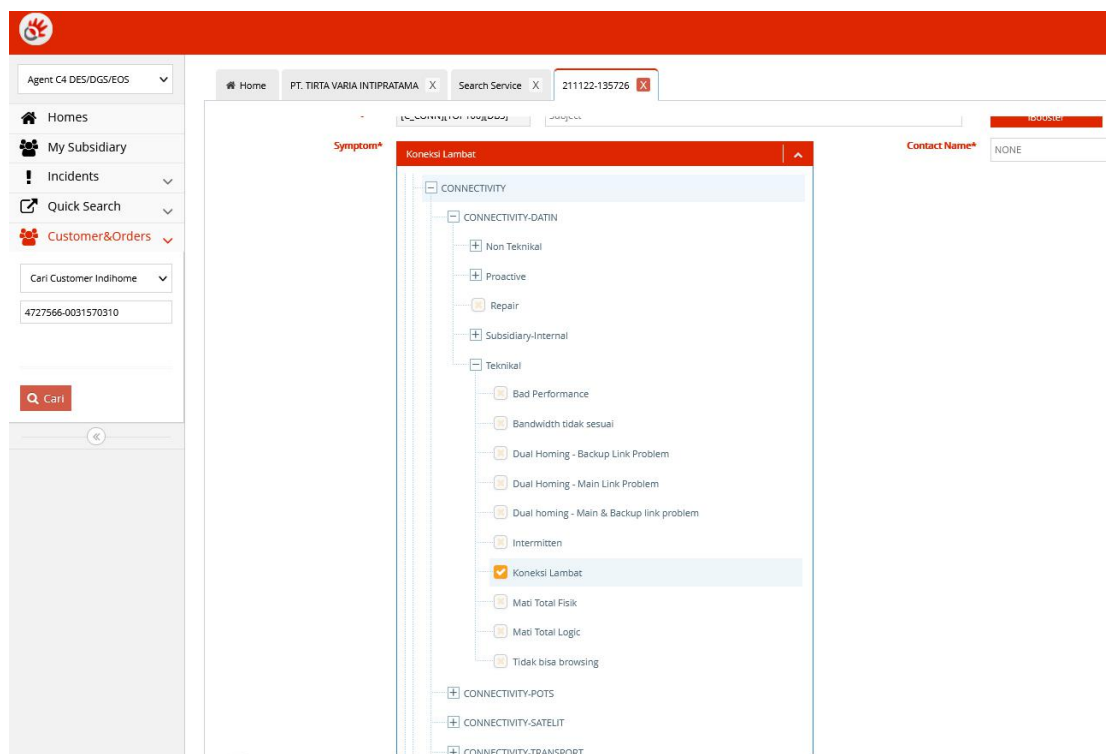 Agent C4 DES/DGS/EOS
Home
PT. TIRTA VARIA INTIPRATAMA X
Search Service X
211122-135726 X
Homes
My Subsidiary
Incidents
Quick Search
Customer&Orders
Cari Customer Indihome
4727566-0031570310
Cari
Subject
iBooster
Symptom*
Koneksi Lambat
Contact Name*
NONE
CONNECTIVITY
CONNECTIVITY-DATIN
Non Teknikal
Proactive
Repair
Subsidiary-Internal
Teknikal
Bad Performance
Bandwidth tidak sesuai
Dual Homing - Backup Link Problem
Dual Homing - Main Link Problem
Dual homing - Main & Backup link problem
Intermitten
Koneksi Lambat
Mati Total Fisik
Mati Total Logic
Tidak bisa browsing
CONNECTIVITY-POTS
CONNECTIVITY-SATELIT
CONNECTIVITY-TRANSPORT